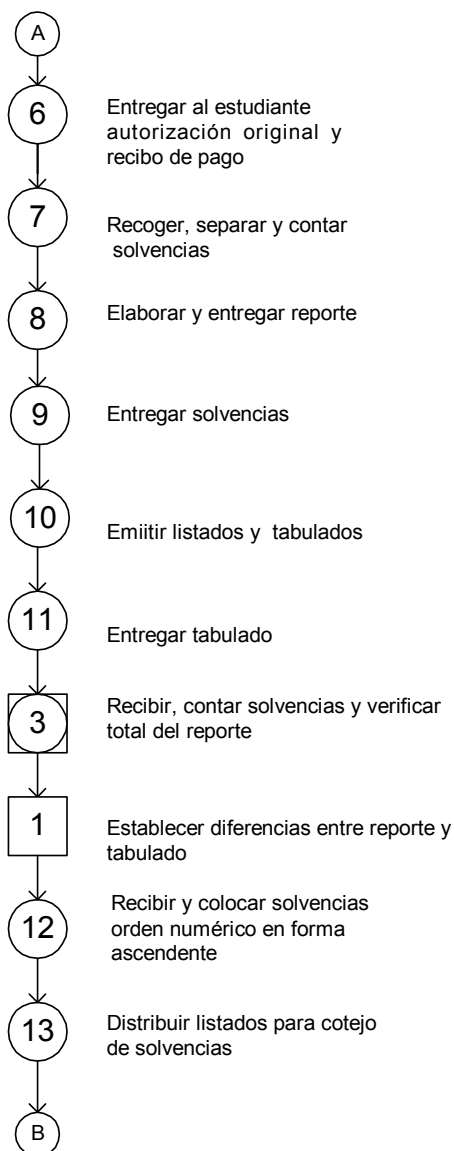 A
6
Entregar al estudiante
autorización original y
recibo de pago
7
Recoger, separar y contar
solvencias
8
Elaborar y entregar reporte
9
Entregar solvencias
10
Emiitir listados y tabulados
11
Entregar tabulado
3
Recibir, contar solvencias y verificar
total del reporte
1
Establecer diferencias entre reporte y
tabulado
12
Recibir y colocar solvencias
orden numérico en forma
ascendente
13
Distribuir listados para cotejo
de solvencias
B